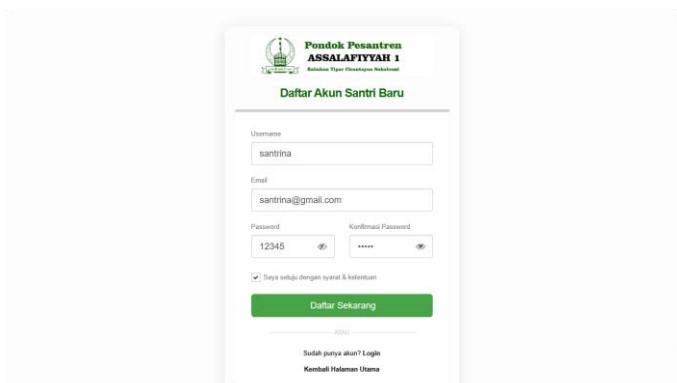 Pondok Pesantren
ASSALAFIYYAH 1
Daftar Akun Santri Baru
Username
santrina
Email
santrina@gmail.com
Password Konfirmasi Password
12345 •••••
Saya setuju dengan syarat & ketentuan
Daftar Sekarang
ATAU
Sudah punya akun? Login
Kembali Halaman Utama